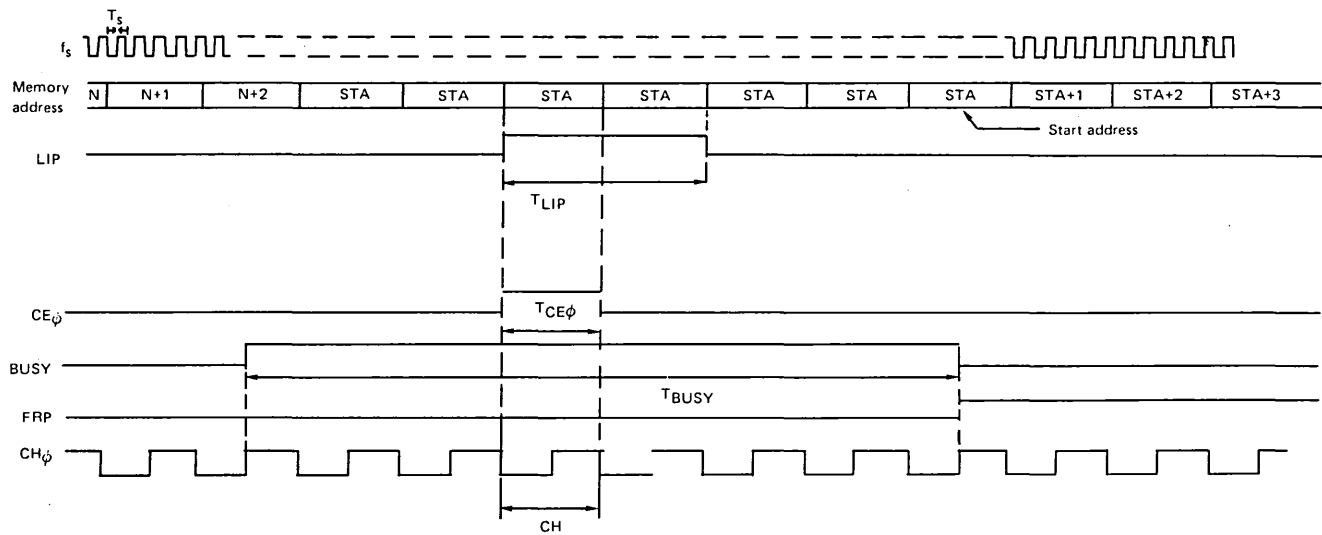 Ts
fs
Memory address
N N+1 N+2 STA STA STA STA STA STA STA STA+1 STA+2 STA+3
Start address
LIP
TLIP
CEφ
TCEφ
BUSY
TBUSY
FRP
CHφ
CH